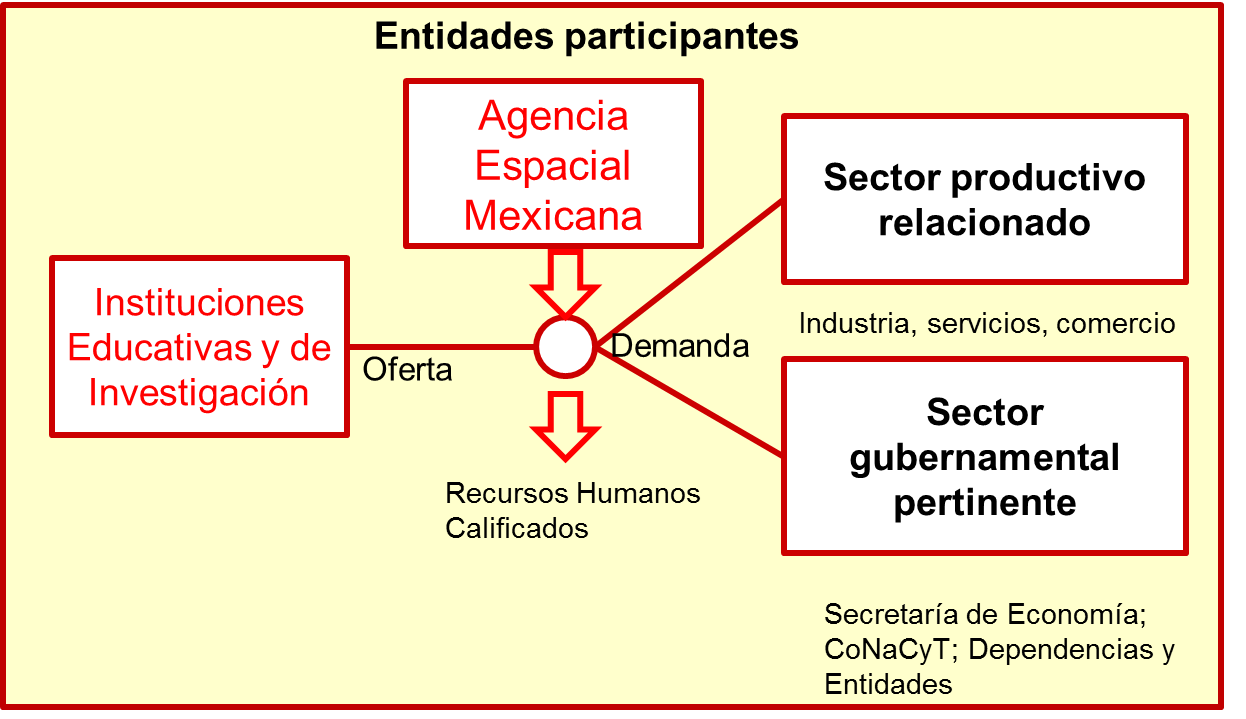 Entidades participantes
Agencia
Espacial
Mexicana
Sector productivo
relacionado
Instituciones
Educativas y de
Investigación
Industria, servicios, comercio
Oferta
Demanda
Sector
gubernamental
pertinente
Recursos Humanos
Calificados
Secretaría de Economía;
CoNaCyT; Dependencias y
Entidades